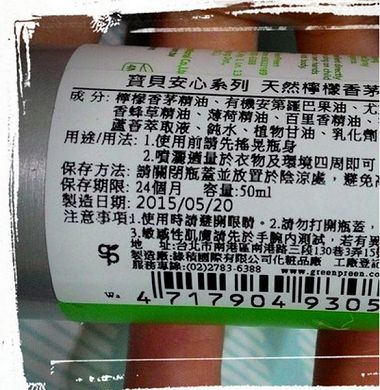 寶貝安心系列 天然檸檬香茅
成 分: 檸檬香茅精油、有機安第羅巴果油、尤
香蜂草精油、薄荷精油、百里香精油、
蘆薈萃取液、純水、植物甘油、乳化劑
用途/用法: 1.使用前請先搖晃瓶身。
2.噴灑適量於衣物及環境四周即可
保存方法: 請關閉瓶蓋並放置於陰涼處，避免
保存期限: 24個月 容量:50ml
製造日期: 2015/05/20
注意事項: 1.使用時請避開眼睛。2.請勿打開瓶蓋，
3.敏感性肌膚請先於手腕內測試，若有異
地 址:台北市南港區南港路三段130巷3弄15
製造廠:綠積國際有限公司化粧品廠 工廠登記
服務專線:(02)2783-6388 www.greenpreen.c
4 717904 9305